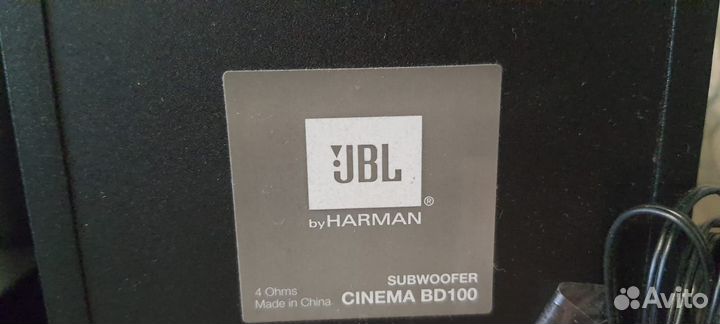 JBL®
by HARMAN
SUBWOOFER
4 Ohms
Made in China CINEMA BD100
Avito